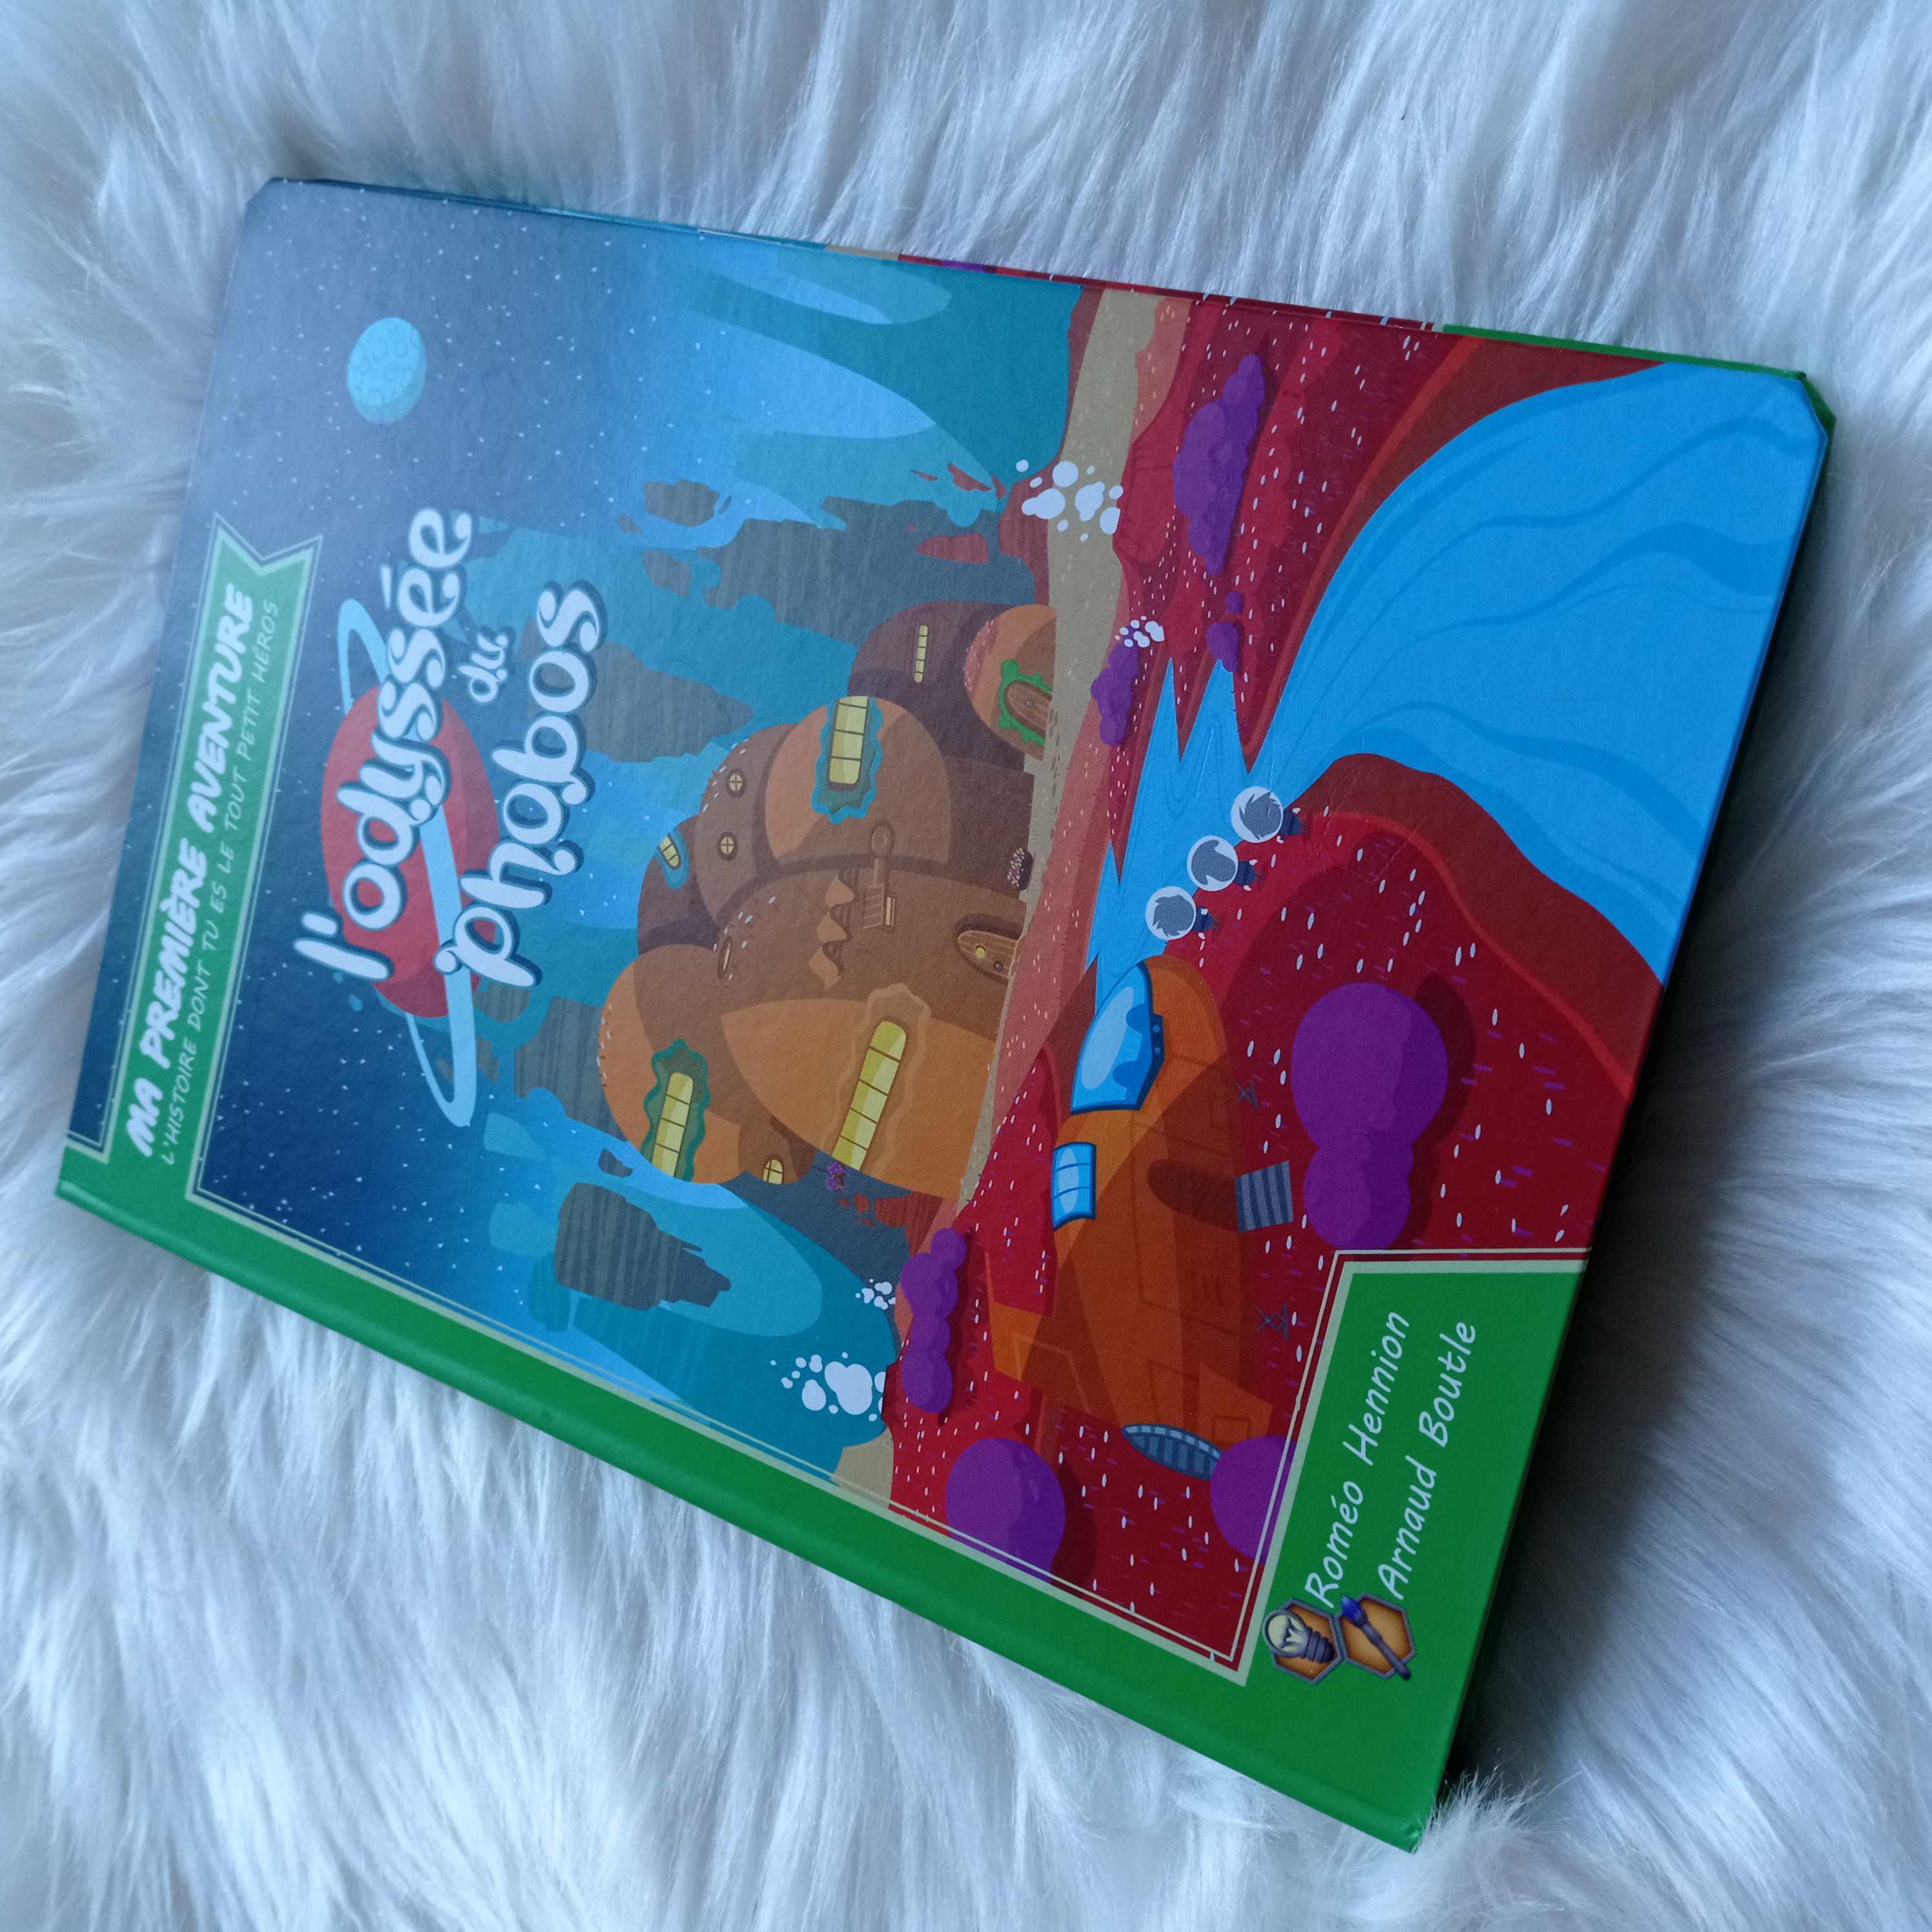 MA PREMIÈRE AVENTURE
L'HISTOIRE DONT TU ES LE TOUT PETIT HÉROS
l'odyssée
du
phobos
Roméo Hennion
Arnaud Boutle